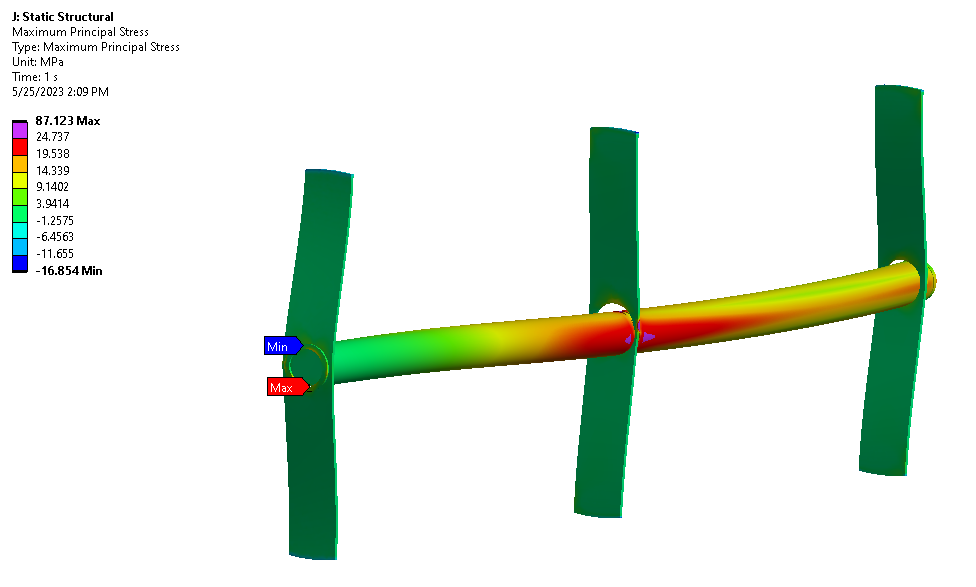 J: Static Structural
Maximum Principal Stress
Type: Maximum Principal Stress
Unit: MPa
Time: 1 s
5/25/2023 2:09 PM
87.123 Max
24.737
19.538
14.339
9.1402
3.9414
-1.2575
-6.4563
-11.655
-16.854 Min
Min
Max